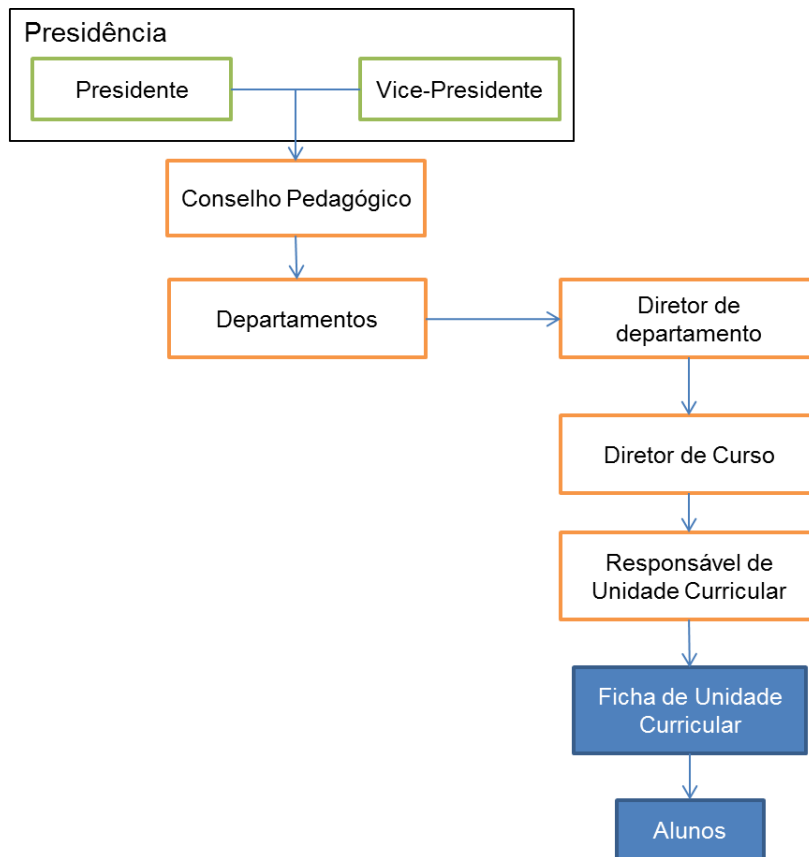 Presidência
Presidente
Vice-Presidente
Conselho Pedagógico
Departamentos
Diretor de
departamento
Diretor de Curso
Responsável de
Unidade Curricular
Ficha de Unidade
Curricular
Alunos